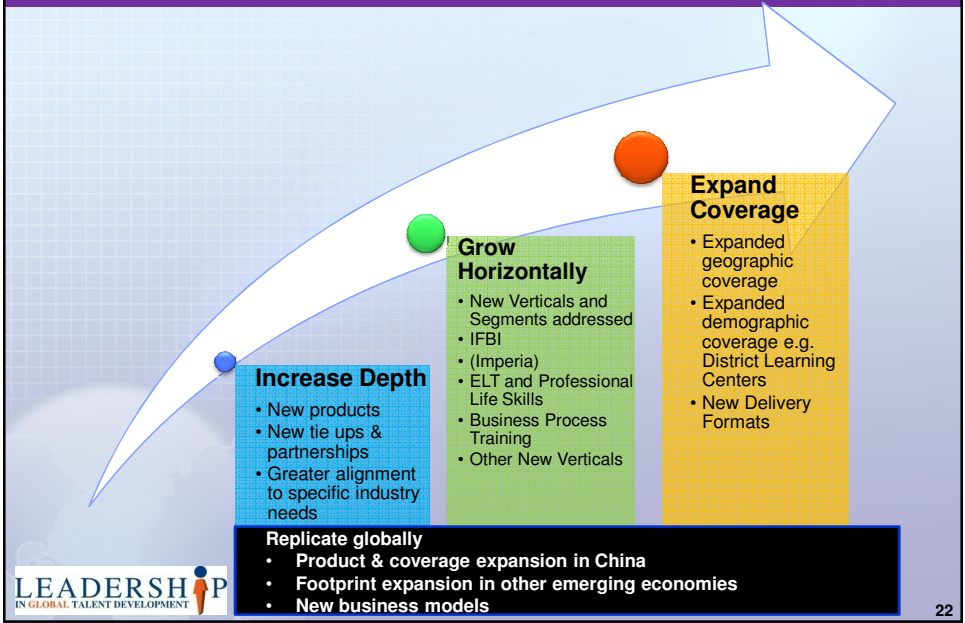 Increase Depth
• New products
• New tie ups &
partnerships
• Greater alignment
to specific industry
needs
Grow
Horizontally
• New Verticals and
Segments addressed
• IFBI
• (Imperia)
• ELT and Professional
Life Skills
• Business Process
Training
• Other New Verticals
Expand
Coverage
• Expanded
geographic
coverage
• Expanded
demographic
coverage e.g.
District Learning
Centers
• New Delivery
Formats
Replicate globally
• Product & coverage expansion in China
• Footprint expansion in other emerging economies
• New business models
LEADERSHIP
IN GLOBAL TALENT DEVELOPMENT
22